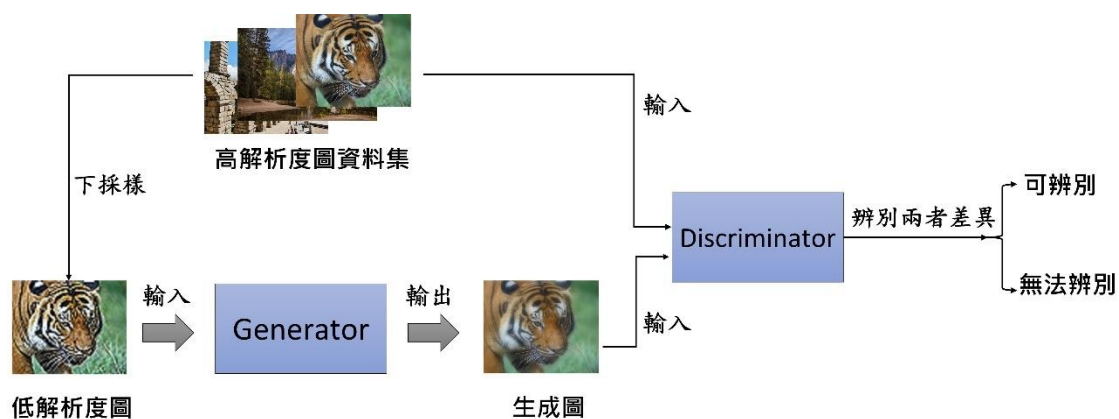 高解析度圖資料集
輸入
下採樣
可辨別
辨別兩者差異
Discriminator
無法辨別
輸入
輸出
輸入
Generator
低解析度圖
生成圖